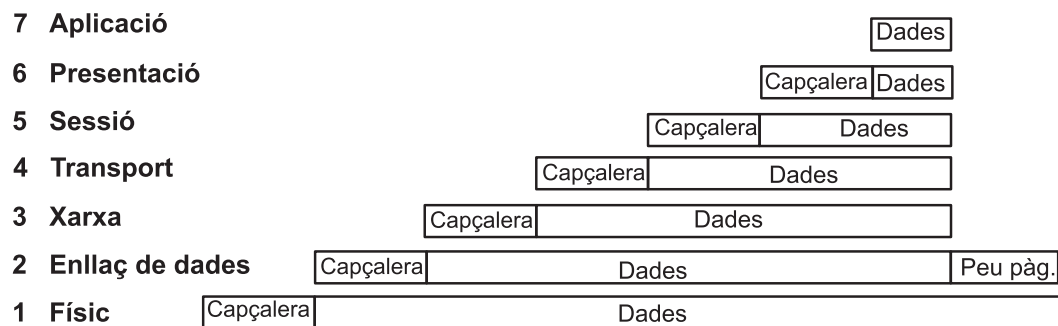 7 Aplicació Dades
6 Presentació Capçalera Dades
5 Sessió Capçalera Dades
4 Transport Capçalera Dades
3 Xarxa Capçalera Dades
2 Enllaç de dades Capçalera Dades Peu pàg.
1 Físic Capçalera Dades